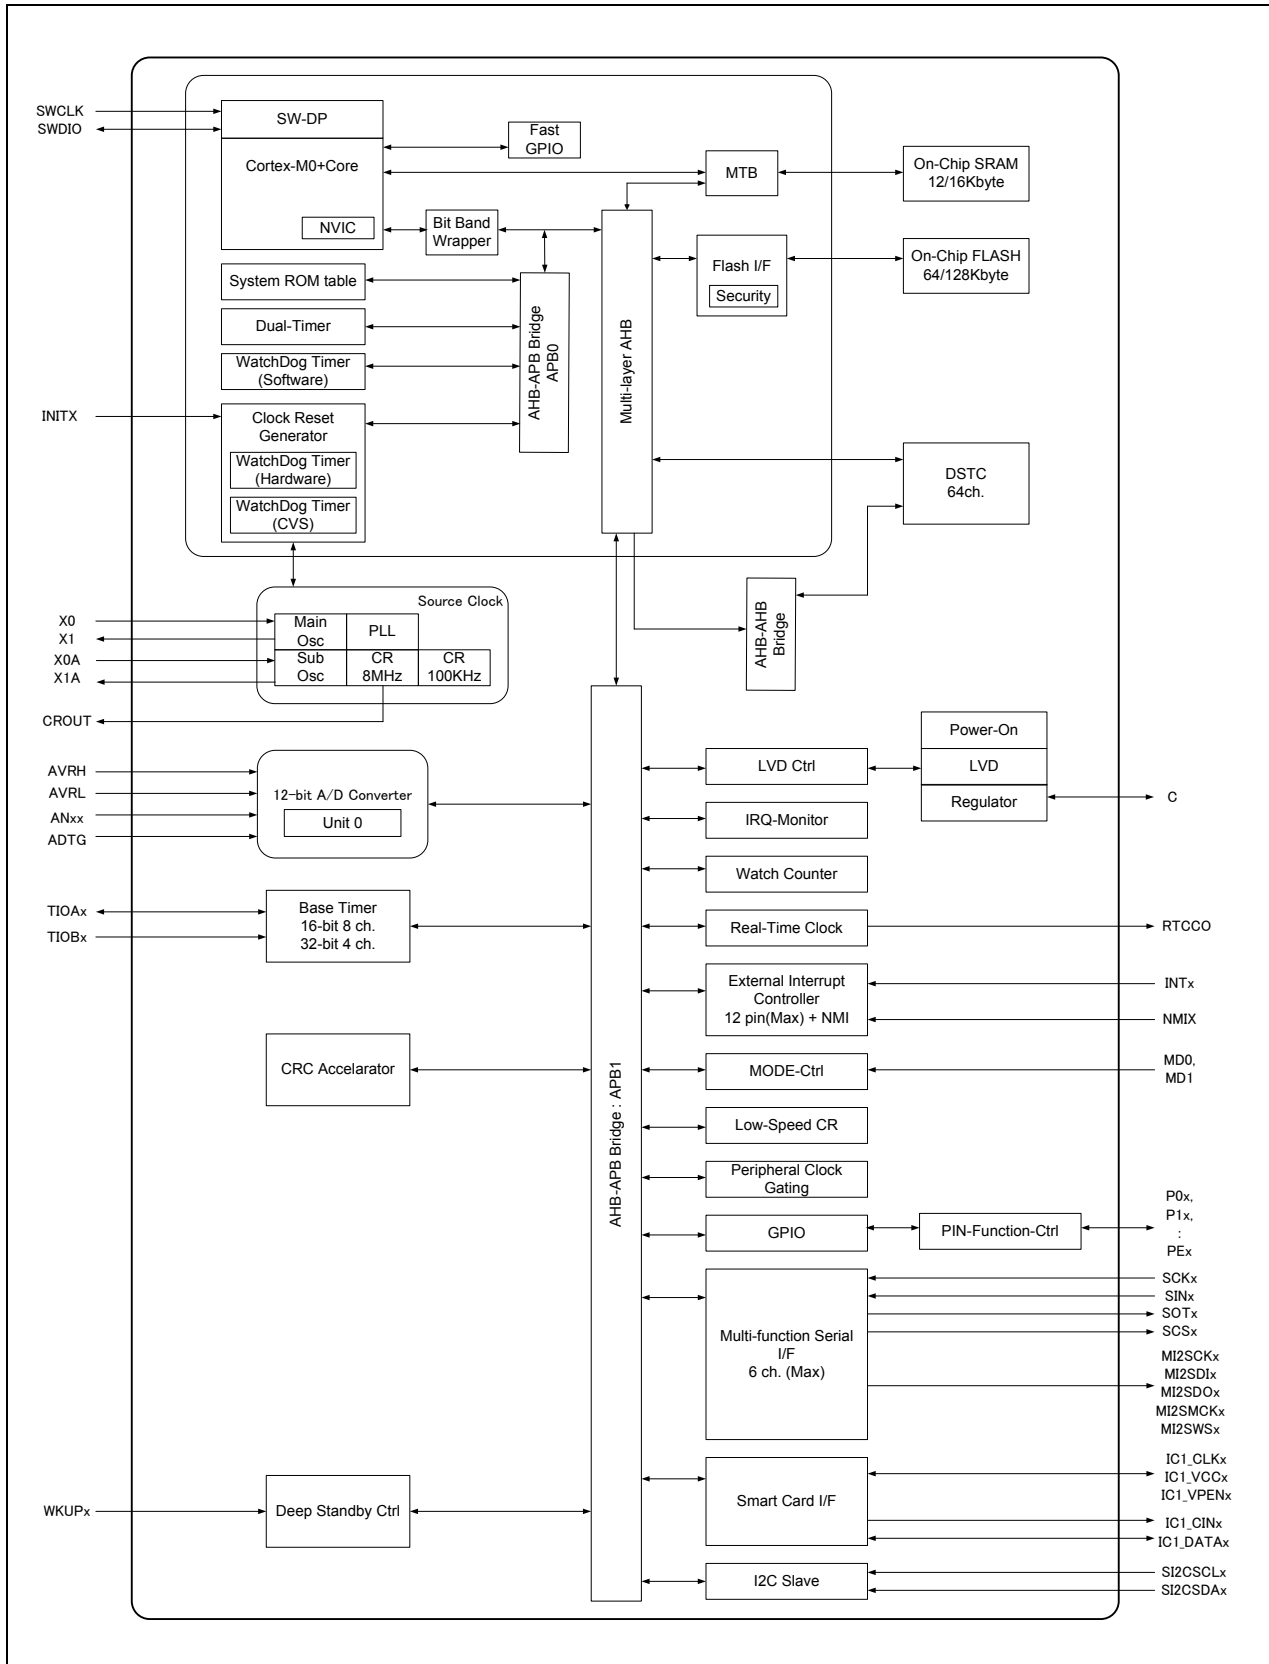 SWCLK
SWDIO
SW-DP
Cortex-M0+Core
NVIC
Fast
GPIO
Bit Band
Wrapper
MTB
On-Chip SRAM
12/16Kbyte
Flash I/F
Security
On-Chip FLASH
64/128Kbyte
System ROM table
Dual-Timer
WatchDog Timer
(Software)
AHB-APB Bridge
APB0
Multi-layer AHB
INITX
Clock Reset
Generator
WatchDog Timer
(Hardware)
WatchDog Timer
(CVS)
DSTC
64ch.
AHB-AHB
Bridge
Source Clock
X0
X1
X0A
X1A
Main
Osc
PLL
Sub
Osc
CR
8MHz
CR
100KHz
CROUT
AVRH
AVRL
ANxx
ADTG
12-bit A/D Converter
Unit 0
TIOAx
TIOBx
Base Timer
16-bit 8 ch.
32-bit 4 ch.
CRC Accelarator
WKUPx
Deep Standby Ctrl
AHB-APB Bridge : APB1
LVD Ctrl
Power-On
LVD
Regulator
C
IRQ-Monitor
Watch Counter
Real-Time Clock
RTCCO
External Interrupt
Controller
12 pin(Max) + NMI
INTx
NMIX
MODE-Ctrl
MD0,
MD1
Low-Speed CR
Peripheral Clock
Gating
GPIO
PIN-Function-Ctrl
P0x,
P1x,
:
PEx
Multi-function Serial
I/F
6 ch. (Max)
SCKx
SINx
SOTx
SCSx
MI2SCKx
MI2SDIx
MI2SDOx
MI2SMCKx
MI2SWSx
Smart Card I/F
IC1_CLKx
IC1_VCCx
IC1_VPENx
IC1_CINx
IC1_DATAx
I2C Slave
SI2CSCLx
SI2CSDAx